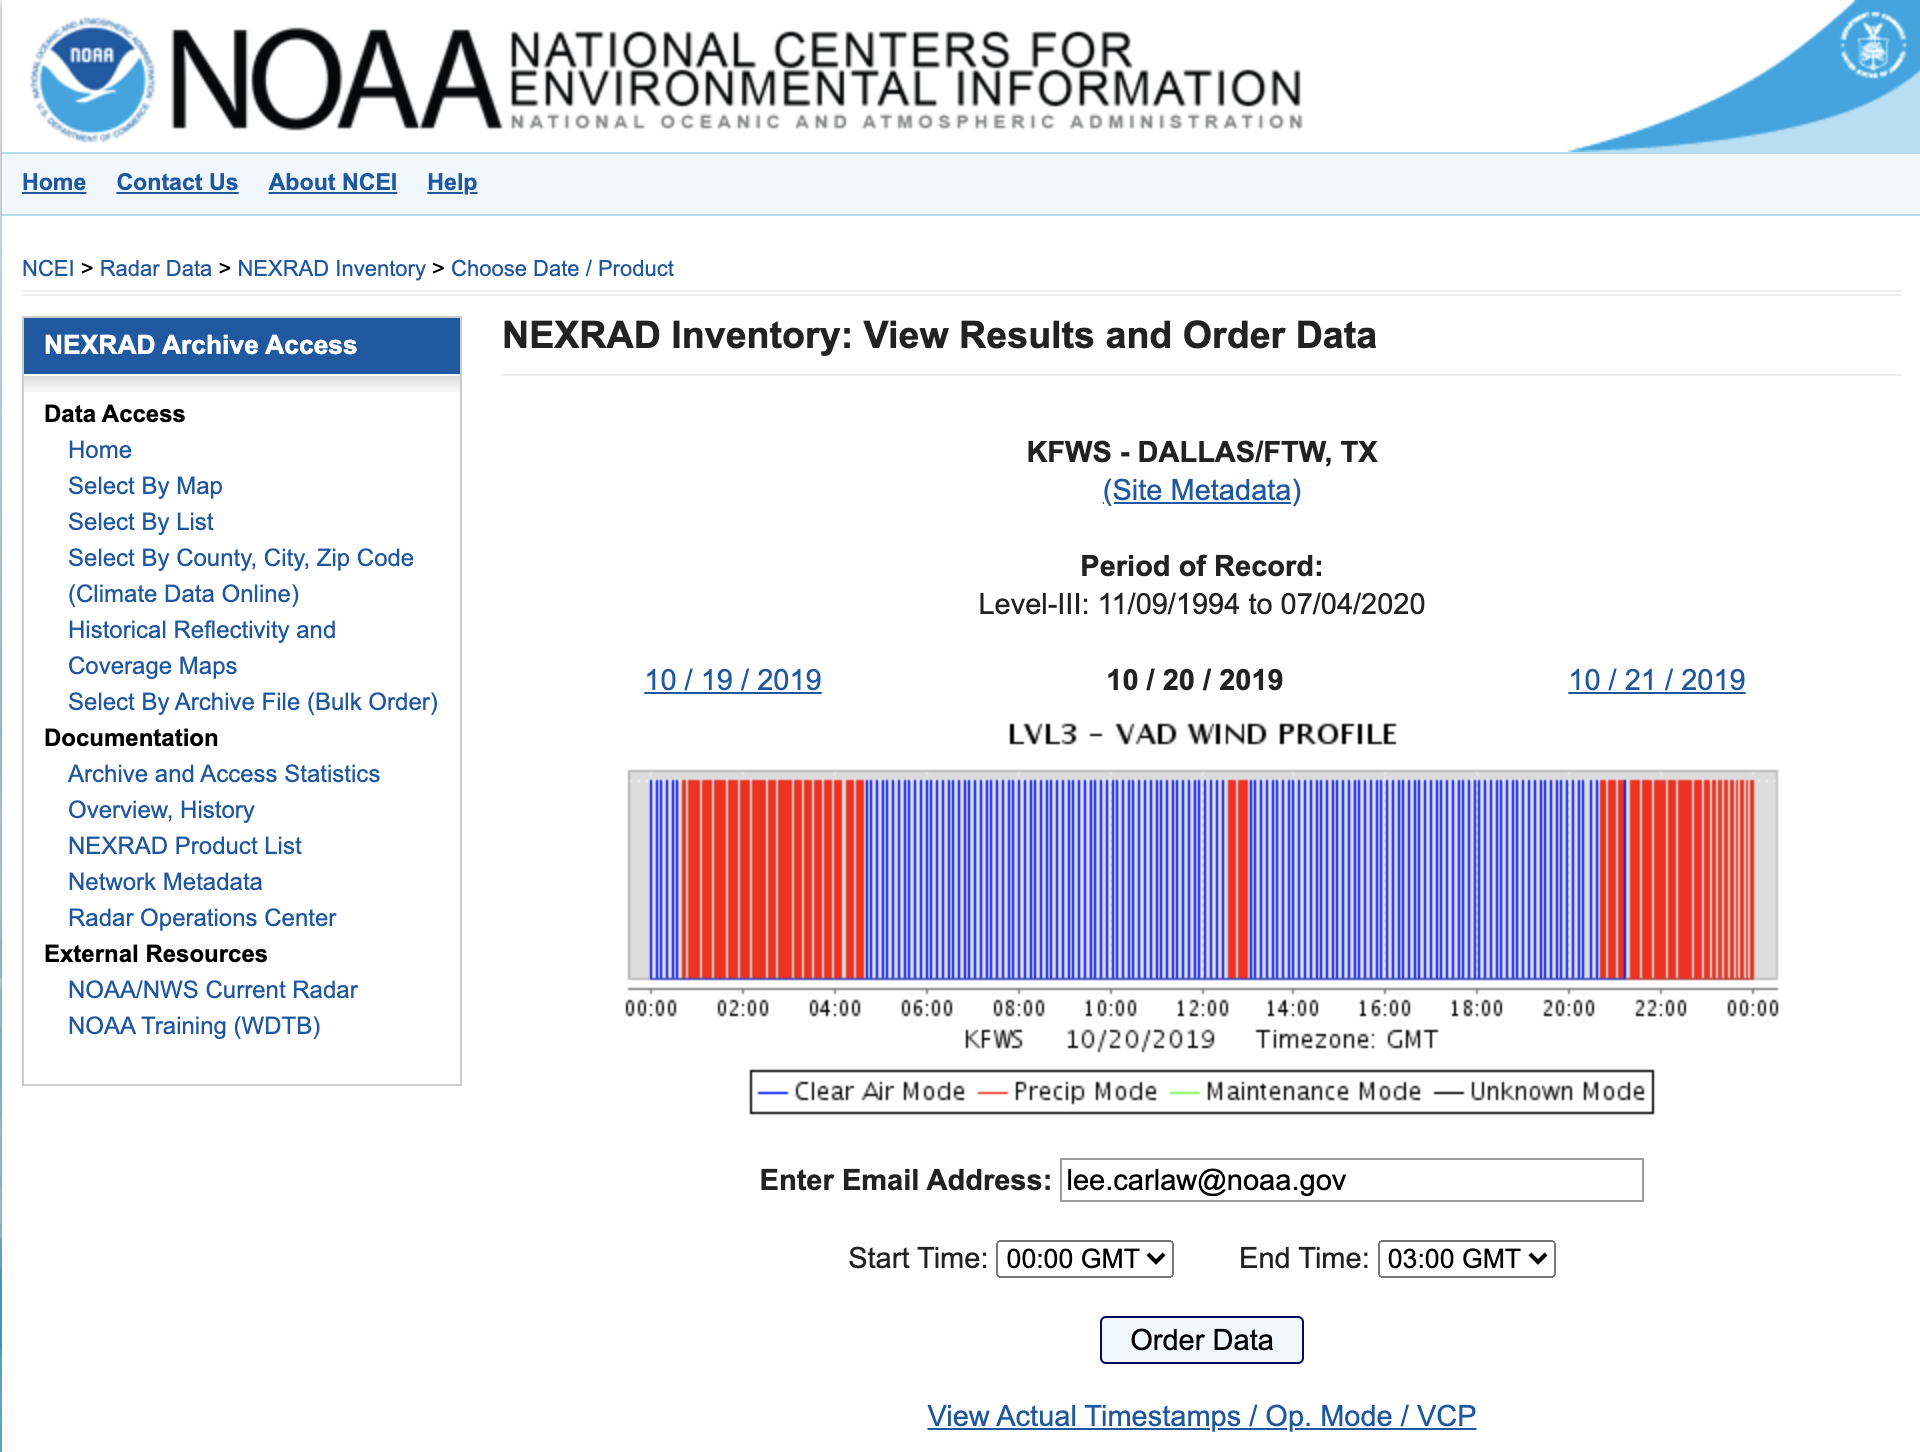 NOAA
NOAA NATIONAL CENTERS FOR
ENVIRONMENTAL INFORMATION
NATIONAL OCEANIC AND ATMOSPHERIC ADMINISTRATION
Home Contact Us About NCEI Help
NCEI > Radar Data > NEXRAD Inventory > Choose Date / Product
NEXRAD Archive Access
Data Access
Home
Select By Map
Select By List
Select By County, City, Zip Code
(Climate Data Online)
Historical Reflectivity and
Coverage Maps
Select By Archive File (Bulk Order)
Documentation
Archive and Access Statistics
Overview, History
NEXRAD Product List
Network Metadata
Radar Operations Center
External Resources
NOAA/NWS Current Radar
NOAA Training (WDTB)
NEXRAD Inventory: View Results and Order Data
KFWS - DALLAS/FTW, TX
(Site Metadata)
Period of Record:
Level-III: 11/09/1994 to 07/04/2020
10 / 19 / 2019 10 / 20 / 2019 10 / 21 / 2019
LVL3 - VAD WIND PROFILE
00:00 02:00 04:00 06:00 08:00 10:00 12:00 14:00 16:00 18:00 20:00 22:00 00:00
KFWS 10/20/2019 Timezone: GMT
Clear Air Mode Precip Mode Maintenance Mode Unknown Mode
Enter Email Address: lee.carlaw@noaa.gov
Start Time: 00:00 GMT End Time: 03:00 GMT
Order Data
View Actual Timestamps / Op. Mode / VCP